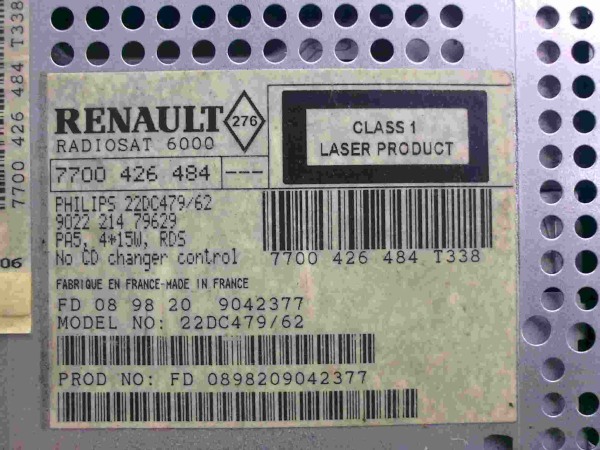 RENAULT
276
RADIOSAT 6000
7700 426 484 ---
CLASS 1
LASER PRODUCT
PHILIPS 22DC479/62
9022 214 79629
PA5, 4*15W, RDS
No CD changer control
7700 426 484 T338
FABRIQUE EN FRANCE-MADE IN FRANCE
FD 08 98 20 9042377
MODEL NO: 22DC479/62
PROD NO: FD 0898209042377
7700 426 484 T338
06